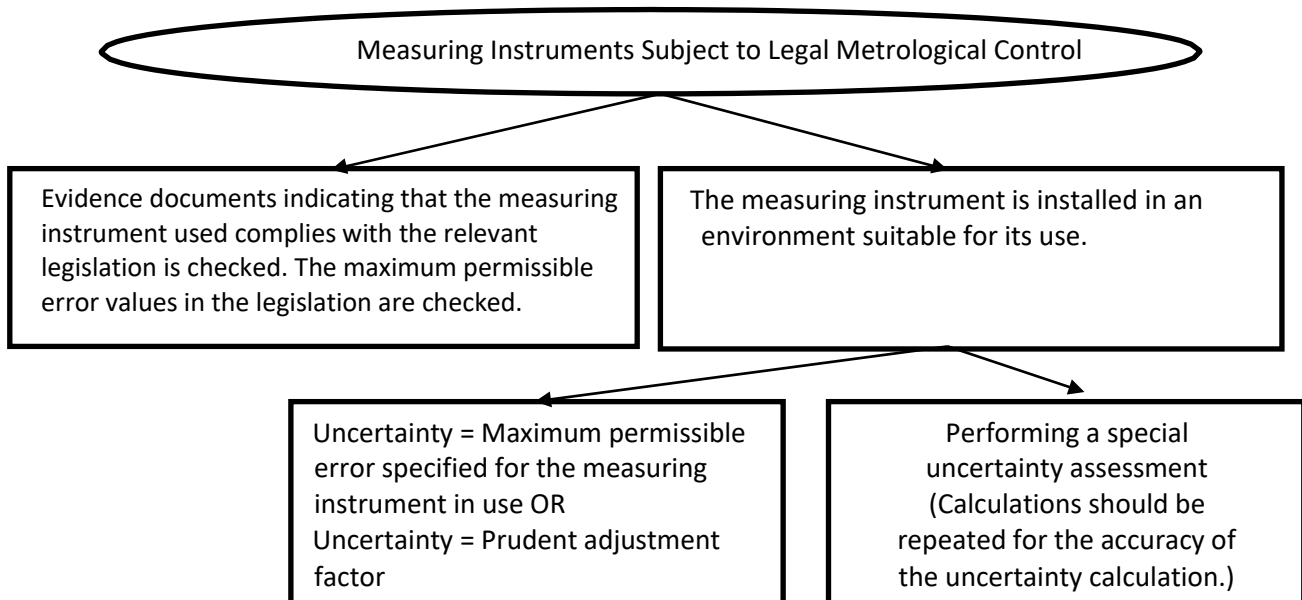 Measuring Instruments Subject to Legal Metrological Control
Evidence documents indicating that the measuring
instrument used complies with the relevant
legislation is checked. The maximum permissible
error values in the legislation are checked.
The measuring instrument is installed in an
environment suitable for its use.
Uncertainty = Maximum permissible
error specified for the measuring
instrument in use OR
Uncertainty = Prudent adjustment
factor
Performing a special
uncertainty assessment
(Calculations should be
repeated for the accuracy of
the uncertainty calculation.)